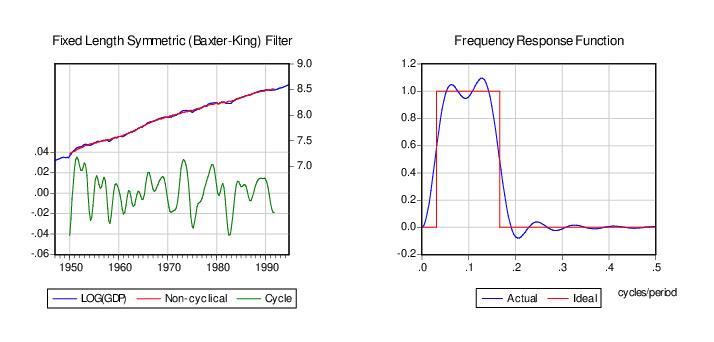 Fixed Length Symmetric (Baxter-King) Filter
9.0
8.5
8.0
7.5
7.0
.04
.02
.00
-.02
-.04
-.06
1950 1960 1970 1980 1990
LOG(GDP) Non-cyclical Cycle
Frequency Response Function
1.2
1.0
0.8
0.6
0.4
0.2
0.0
-0.2
.0 .1 .2 .3 .4 .5
cycles/period
Actual Ideal